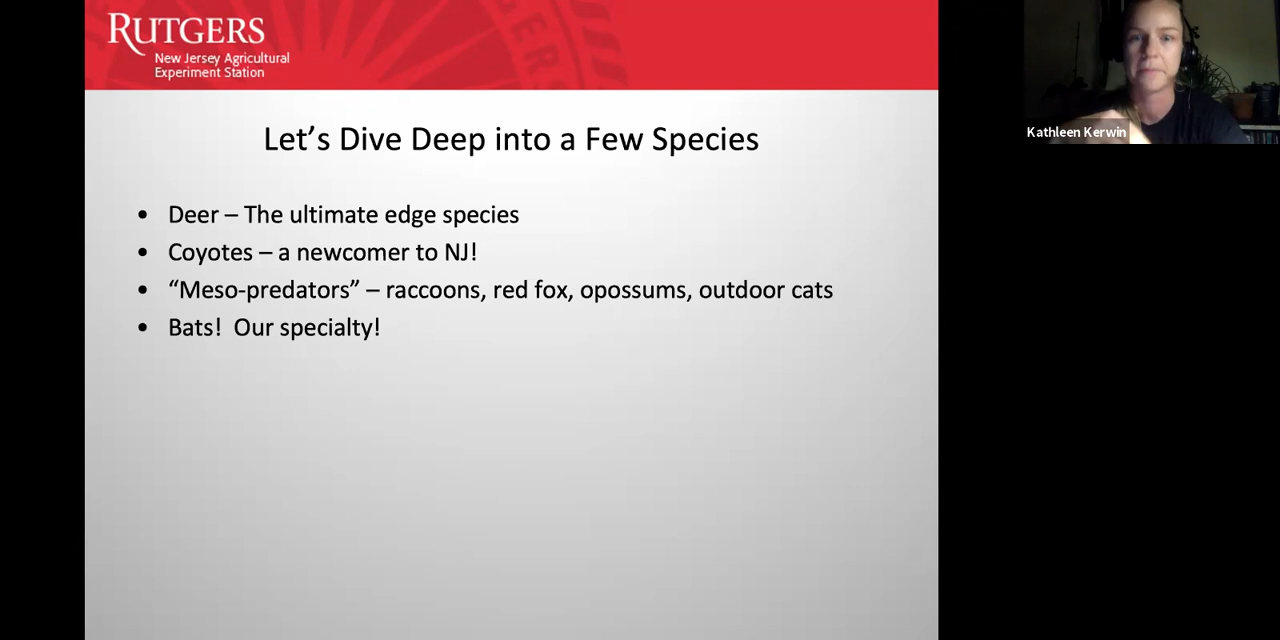 RUTGERS
New Jersey Agricultural
Experiment Station
Let’s Dive Deep into a Few Species
• Deer – The ultimate edge species
• Coyotes – a newcomer to NJ!
• “Meso-predators” – raccoons, red fox, opossums, outdoor cats
• Bats!  Our specialty!
Kathleen Kerwin